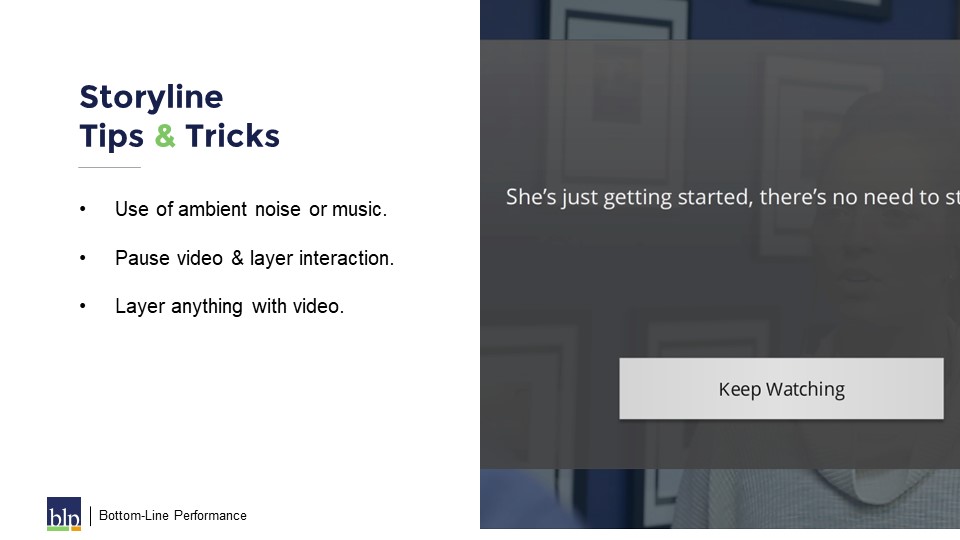 Storyline
Tips & Tricks
• Use of ambient noise or music.
• Pause video & layer interaction.
• Layer anything with video.
She’s just getting started, there’s no need to st
Keep Watching
blp
Bottom-Line Performance